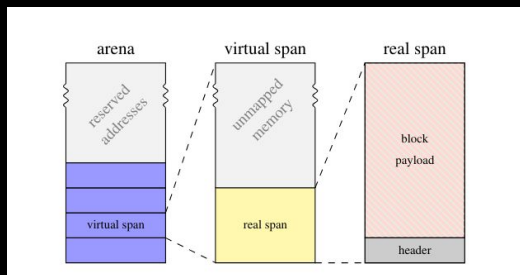 arena
virtual span
real span
reserved
addresses
unmapped
memory
block
payload
virtual span
real span
header